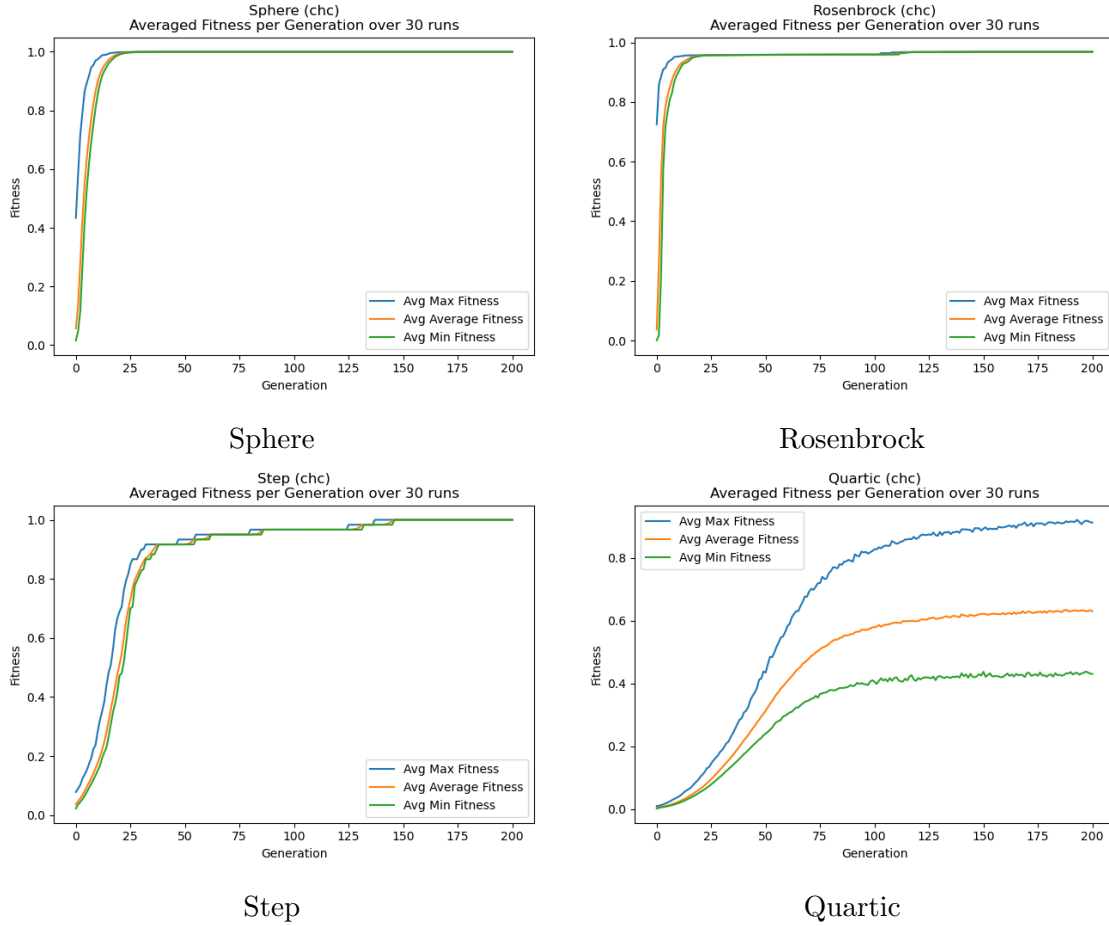 Sphere (chc)
Averaged Fitness per Generation over 30 runs
1.0
0.8
0.6
0.4
0.2
0.0
Fitness
0 25 50 75 100 125 150 175 200
Generation
Avg Max Fitness
Avg Average Fitness
Avg Min Fitness
Sphere
Rosenbrock (chc)
Averaged Fitness per Generation over 30 runs
1.0
0.8
0.6
0.4
0.2
0.0
Fitness
0 25 50 75 100 125 150 175 200
Generation
Avg Max Fitness
Avg Average Fitness
Avg Min Fitness
Rosenbrock
Step (chc)
Averaged Fitness per Generation over 30 runs
1.0
0.8
0.6
0.4
0.2
0.0
Fitness
0 25 50 75 100 125 150 175 200
Generation
Avg Max Fitness
Avg Average Fitness
Avg Min Fitness
Step
Quartic (chc)
Averaged Fitness per Generation over 30 runs
Avg Max Fitness
Avg Average Fitness
Avg Min Fitness
0.8
0.6
0.4
0.2
0.0
Fitness
0 25 50 75 100 125 150 175 200
Generation
Quartic